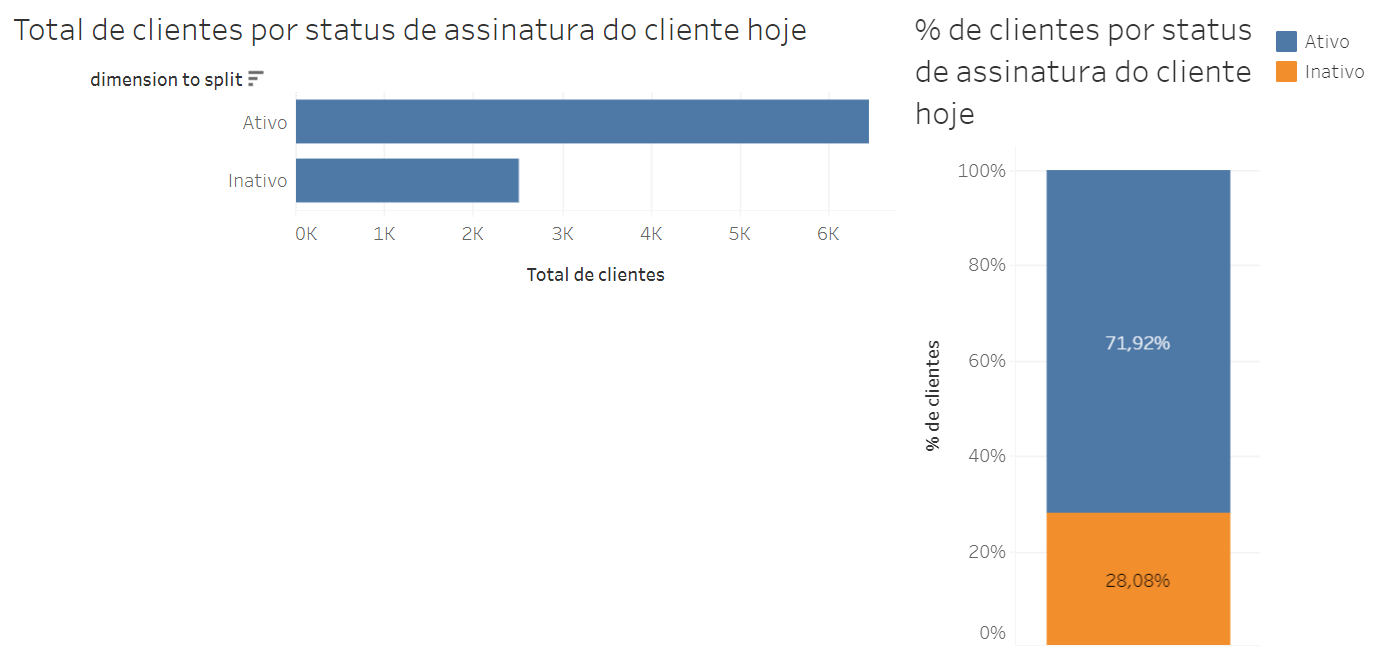 Total de clientes por status de assinatura do cliente hoje
dimension to split
Ativo
Inativo
0K 1K 2K 3K 4K 5K 6K
Total de clientes
% de clientes por status
de assinatura do cliente
hoje
Ativo
Inativo
100%
80%
60%
40%
20%
0%
% de clientes
71,92%
28,08%